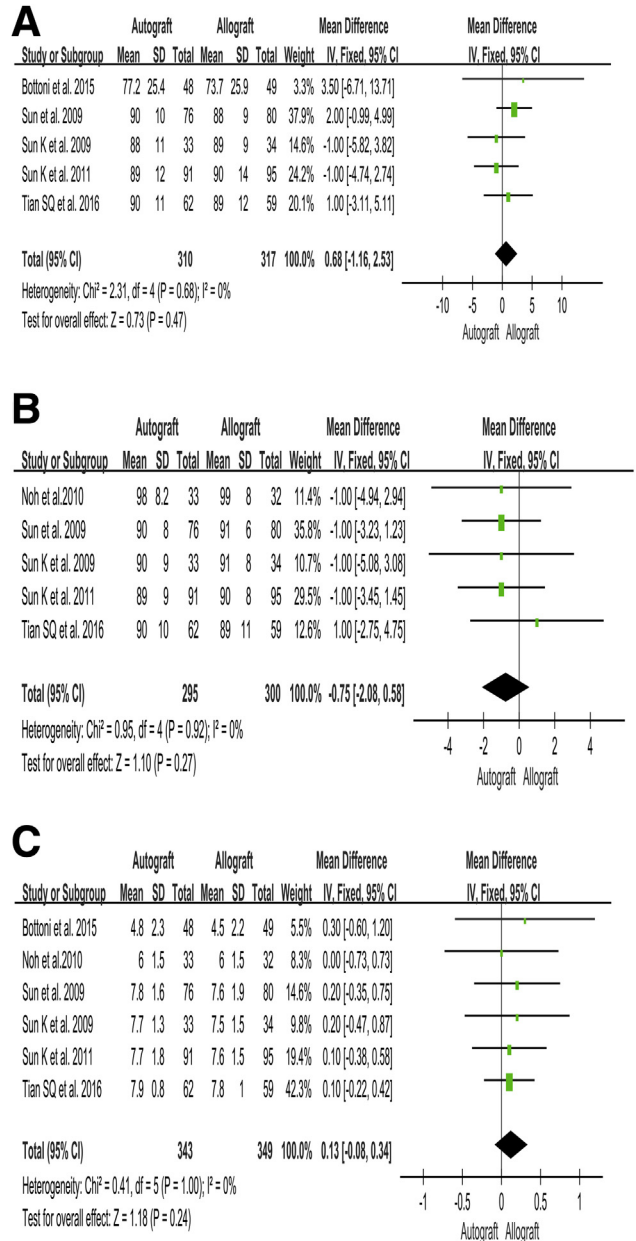 A
Autograft Allograft Mean Difference Mean Difference
Study or Subgroup Mean SD Total Mean SD Total Weight IV, Fixed, 95% CI IV, Fixed, 95% CI
Bottoni et al. 2015 77.2 25.4 48 73.7 25.9 49 3.3% 3.50 [-6.71, 13.71]
Sun et al. 2009 90 10 76 88 9 80 37.9% 2.00 [-0.99, 4.99]
Sun K et al. 2009 88 11 33 89 9 34 14.6% -1.00 [-5.82, 3.82]
Sun K et al. 2011 89 12 91 90 14 95 24.2% -1.00 [-4.74, 2.74]
Tian SQ et al. 2016 90 11 62 89 12 59 20.1% 1.00 [-3.11, 5.11]
Total (95% CI) 310 317 100.0% 0.68 [-1.16, 2.53]
Heterogeneity: Chi² = 2.31, df = 4 (P = 0.68); I² = 0%
Test for overall effect: Z = 0.73 (P = 0.47)
-10 -5 0 5 10
Autograft Allograft
B
Autograft Allograft Mean Difference Mean Difference
Study or Subgroup Mean SD Total Mean SD Total Weight IV, Fixed, 95% CI IV, Fixed, 95% CI
Noh et al.2010 98 8.2 33 99 8 32 11.4% -1.00 [-4.94, 2.94]
Sun et al. 2009 90 8 76 91 6 80 35.8% -1.00 [-3.23, 1.23]
Sun K et al. 2009 90 9 33 91 8 34 10.7% -1.00 [-5.08, 3.08]
Sun K et al. 2011 89 9 91 90 8 95 29.5% -1.00 [-3.45, 1.45]
Tian SQ et al. 2016 90 10 62 89 11 59 12.6% 1.00 [-2.75, 4.75]
Total (95% CI) 295 300 100.0% -0.75 [-2.08, 0.58]
Heterogeneity: Chi² = 0.95, df = 4 (P = 0.92); I² = 0%
Test for overall effect: Z = 1.10 (P = 0.27)
-4 -2 0 2 4
Autograft Allograft
C
Autograft Allograft Mean Difference Mean Difference
Study or Subgroup Mean SD Total Mean SD Total Weight IV, Fixed, 95% CI IV, Fixed, 95% CI
Bottoni et al. 2015 4.8 2.3 48 4.5 2.2 49 5.5% 0.30 [-0.60, 1.20]
Noh et al.2010 6 1.5 33 6 1.5 32 8.3% 0.00 [-0.73, 0.73]
Sun et al. 2009 7.8 1.6 76 7.6 1.9 80 14.6% 0.20 [-0.35, 0.75]
Sun K et al. 2009 7.7 1.3 33 7.5 1.5 34 9.8% 0.20 [-0.47, 0.87]
Sun K et al. 2011 7.7 1.8 91 7.6 1.5 95 19.4% 0.10 [-0.38, 0.58]
Tian SQ et al. 2016 7.9 0.8 62 7.8 1 59 42.3% 0.10 [-0.22, 0.42]
Total (95% CI) 343 349 100.0% 0.13 [-0.08, 0.34]
Heterogeneity: Chi² = 0.41, df = 5 (P = 1.00); I² = 0%
Test for overall effect: Z = 1.18 (P = 0.24)
-1 -0.5 0 0.5 1
Autograft Allograft